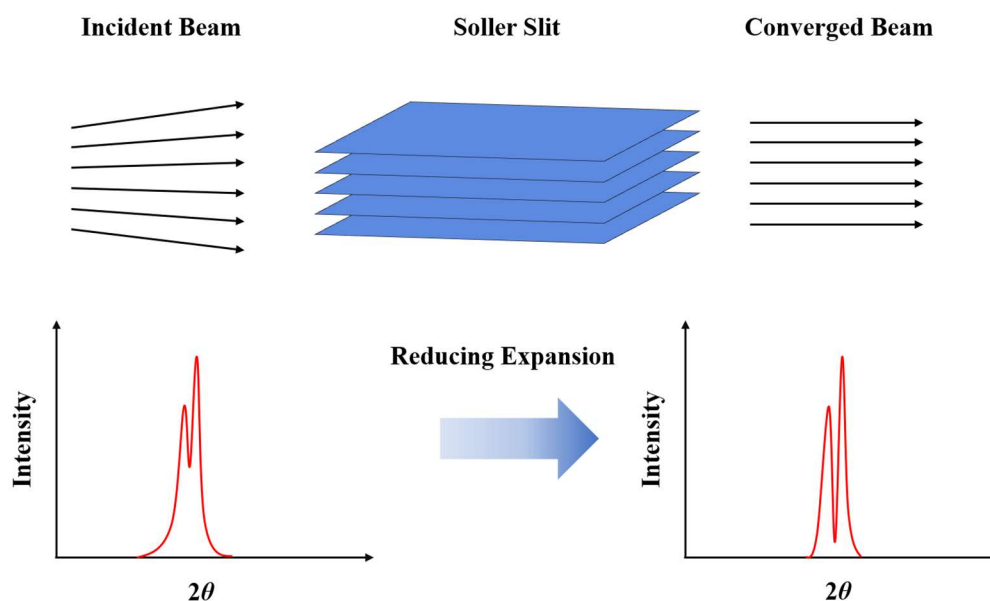 Incident Beam
Soller Slit
Converged Beam
Reducing Expansion
Intensity
2θ
Intensity
2θ